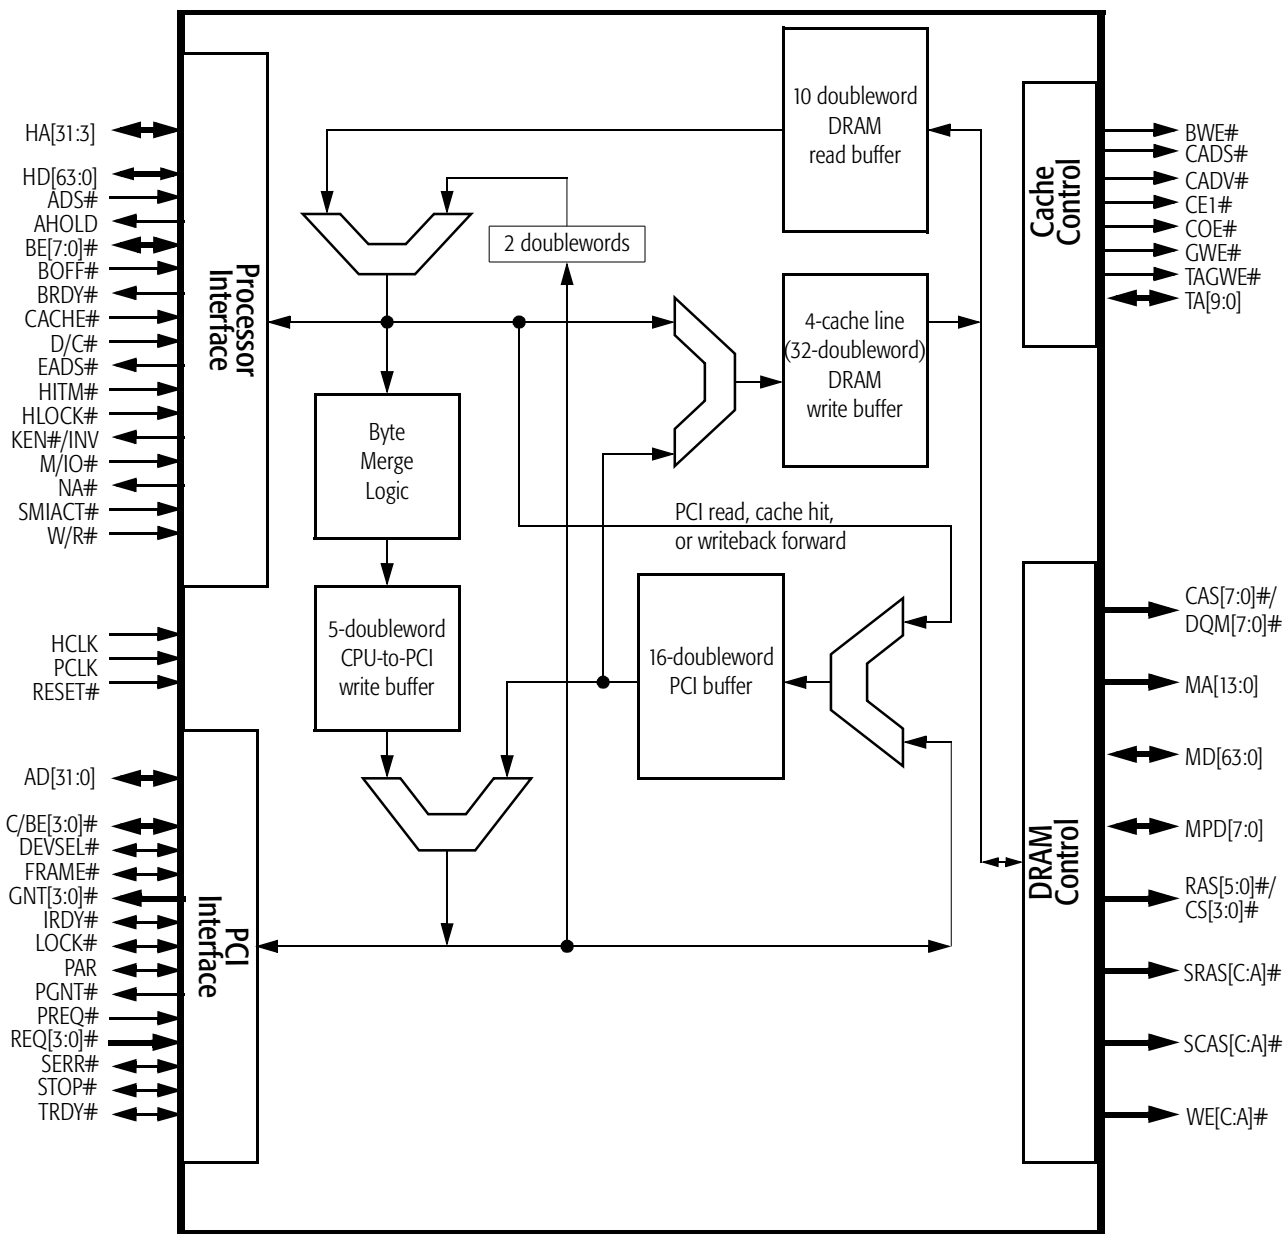 HA[31:3]
HD[63:0]
ADS#
AHOLD
BE[7:0]#
BOFF#
BRDY#
CACHE#
D/C#
EADS#
HITM#
HLOCK#
KEN#/INV
M/IO#
NA#
SMIACT#
W/R#
HCLK
PCLK
RESET#
AD[31:0]
C/BE[3:0]#
DEVSEL#
FRAME#
GNT[3:0]#
IRDY#
LOCK#
PAR
PGNT#
PREQ#
REQ[3:0]#
SERR#
STOP#
TRDY#
Processor
Interface
PCI
Interface
10 doubleword
DRAM
read buffer
2 doublewords
4-cache line
(32-doubleword)
DRAM
write buffer
Byte
Merge
Logic
PCI read, cache hit,
or writeback forward
5-doubleword
CPU-to-PCI
write buffer
16-doubleword
PCI buffer
Cache
Control
DRAM
Control
BWE#
CADS#
CADV#
CE1#
COE#
GWE#
TAGWE#
TA[9:0]
CAS[7:0]#/
DQM[7:0]#
MA[13:0]
MD[63:0]
MPD[7:0]
RAS[5:0]#/
CS[3:0]#
SRAS[C:A]#
SCAS[C:A]#
WE[C:A]#